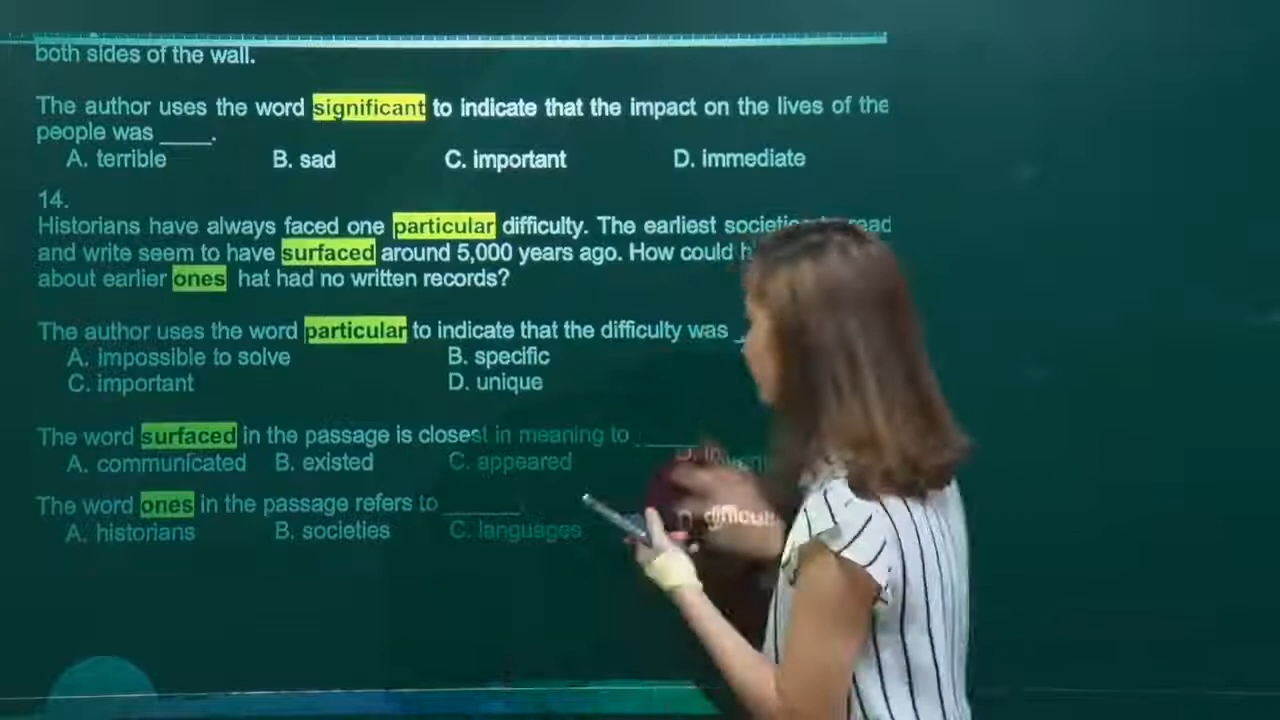 both sides of the wall.
The author uses the word significant to indicate that the impact on the lives of the
people was ____.
A. terrible B. sad C. important D. immediate
14.
Historians have always faced one particular difficulty. The earliest read
and write seem to have surfaced around 5,000 years ago. How could
about earlier ones hat had no written records?
The author uses the word particular to indicate that the difficulty was
A. impossible to solve B. specific
C. important D. unique
The word surfaced in the passage is closest in meaning to ____
A. communicated B. existed C. appeared
The word ones in the passage refers to ______
A. historians B. societies C. languages